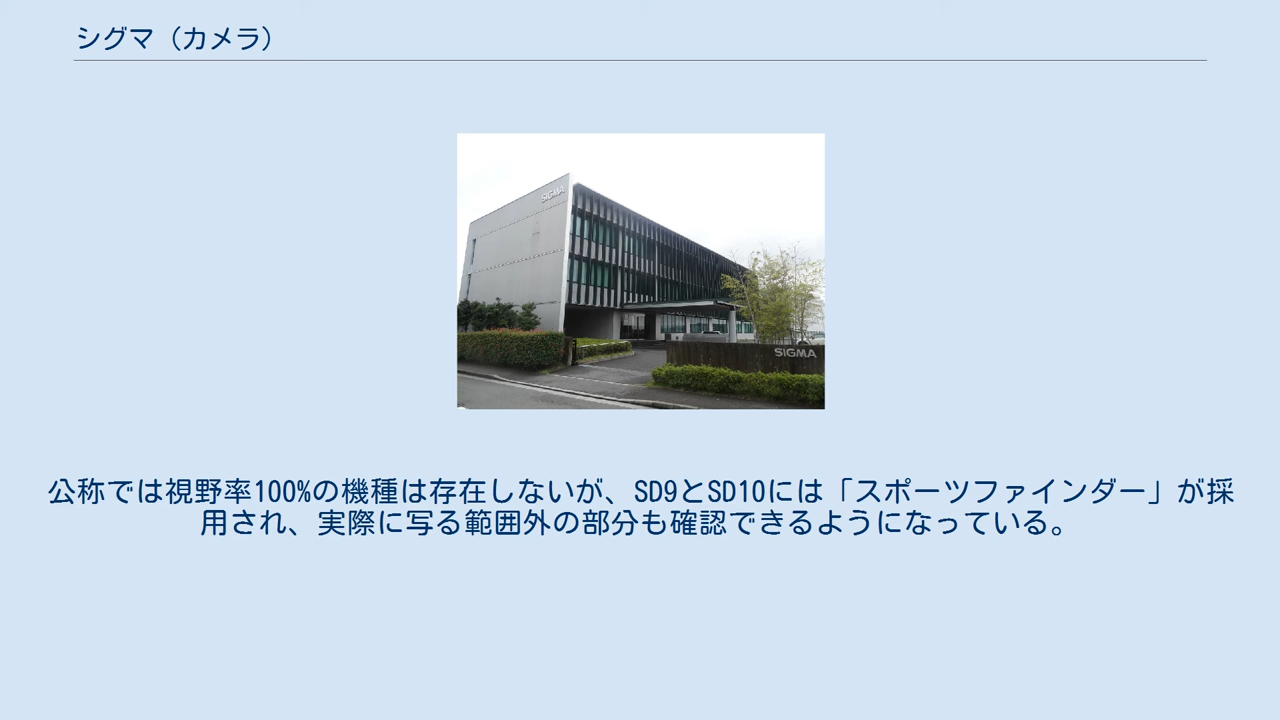 シグマ（カメラ）
SIGMA
SIGMA
公称では視野率100%の機種は存在しないが、SD9とSD10には「スポーツファインダー」が採
用され、実際に写る範囲外の部分も確認できるようになっている。